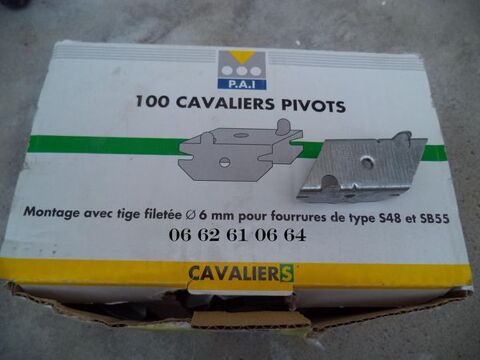 P.A.I
100 CAVALIERS PIVOTS
Montage avec tige filetée Ø 6 mm pour fourrures de type S48 et SB55
06 62 61 06 64
CAVALIERS